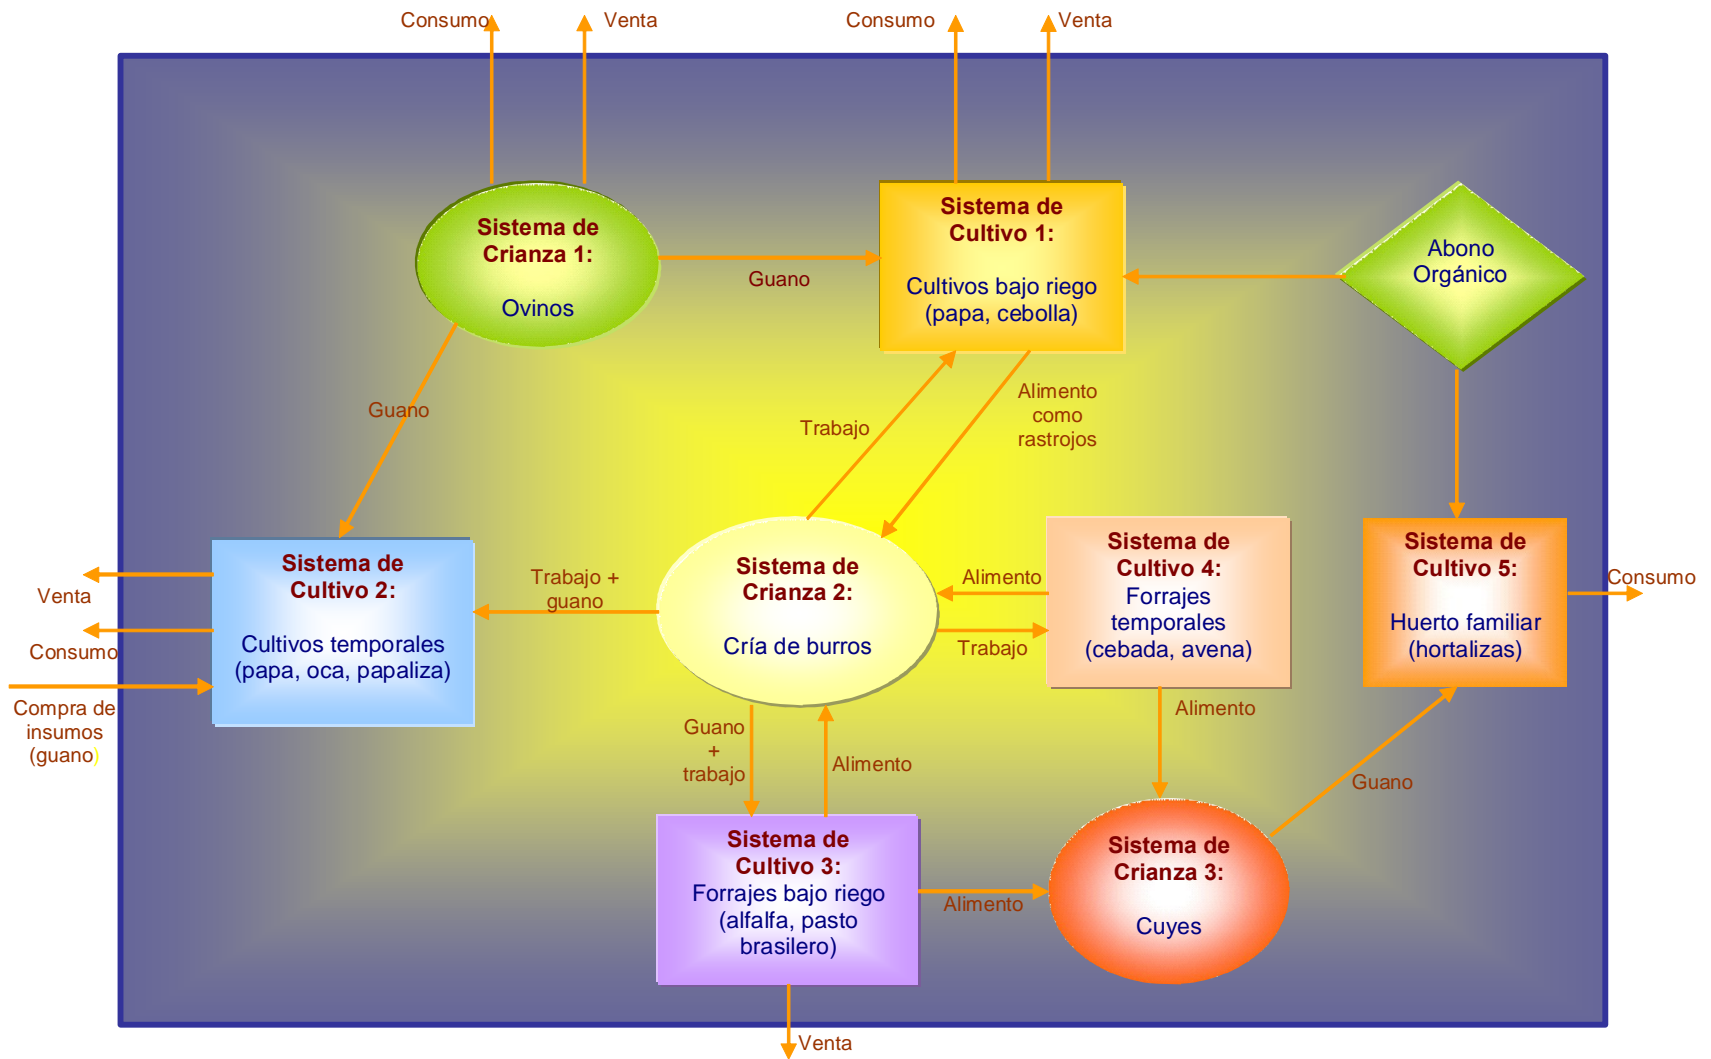 Consumo
Venta
Consumo
Venta
Sistema de
Crianza 1:
Ovinos
Guano
Sistema de
Cultivo 1:
Cultivos bajo riego
(papa, cebolla)
Abono
Orgánico
Guano
Trabajo
Alimento
como
rastrojos
Venta
Consumo
Compra de
insumos
(guano)
Sistema de
Cultivo 2:
Cultivos temporales
(papa, oca, papaliza)
Trabajo +
guano
Sistema de
Crianza 2:
Cría de burros
Alimento
Trabajo
Sistema de
Cultivo 4:
Forrajes
temporales
(cebada, avena)
Sistema de
Cultivo 5:
Huerto familiar
(hortalizas)
Consumo
Guano
+
trabajo
Alimento
Alimento
Guano
Sistema de
Cultivo 3:
Forrajes bajo riego
(alfalfa, pasto
brasilero)
Alimento
Sistema de
Crianza 3:
Cuyes
Venta